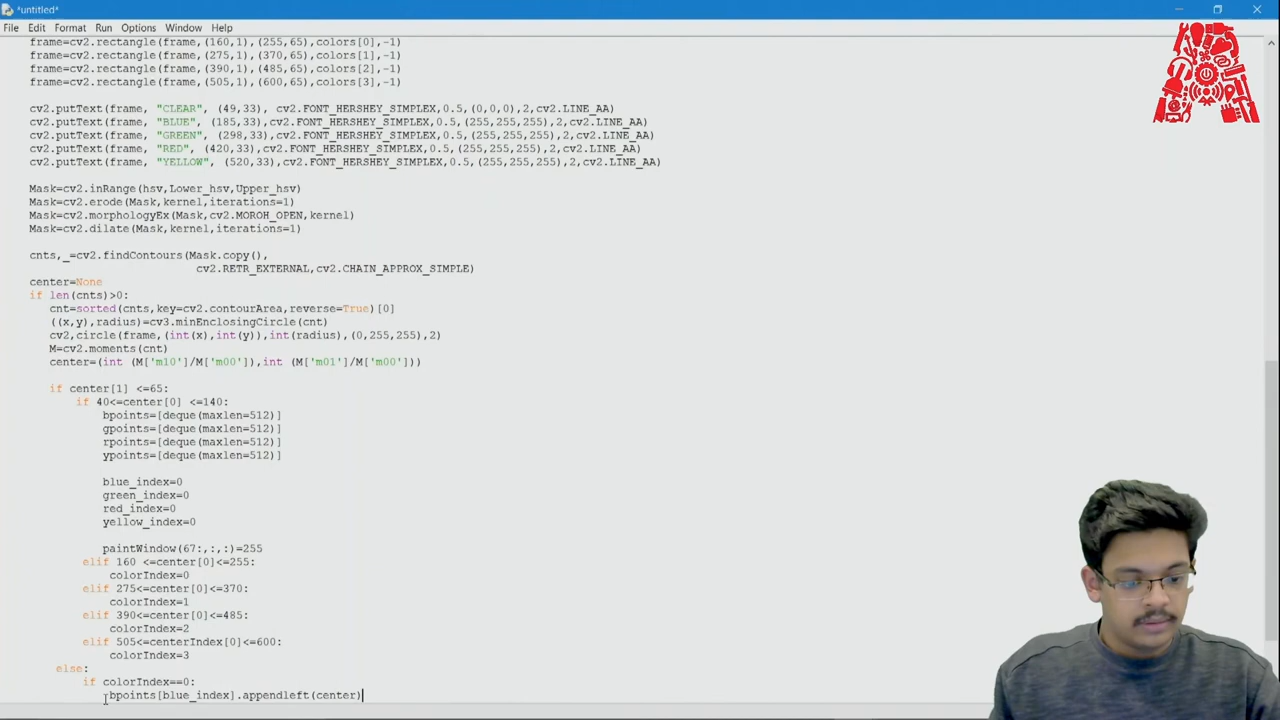 *untitled*
File Edit Format Run Options Window Help
frame=cv2.rectangle(frame,(160,1),(255,65),colors[0],-1)
frame=cv2.rectangle(frame,(275,1),(370,65),colors[1],-1)
frame=cv2.rectangle(frame,(390,1),(485,65),colors[2],-1)
frame=cv2.rectangle(frame,(505,1),(600,65),colors[3],-1)
cv2.putText(frame, "CLEAR", (49,33), cv2.FONT_HERSHEY_SIMPLEX,0.5,(0,0,0),2,cv2.LINE_AA)
cv2.putText(frame, "BLUE", (185,33),cv2.FONT_HERSHEY_SIMPLEX,0.5,(255,255,255),2,cv2.LINE_AA)
cv2.putText(frame, "GREEN", (298,33),cv2.FONT_HERSHEY_SIMPLEX,0.5,(255,255,255),2,cv2.LINE_AA)
cv2.putText(frame, "RED", (420,33),cv2.FONT_HERSHEY_SIMPLEX,0.5,(255,255,255),2,cv2.LINE_AA)
cv2.putText(frame, "YELLOW", (520,33),cv2.FONT_HERSHEY_SIMPLEX,0.5,(255,255,255),2,cv2.LINE_AA)
Mask=cv2.inRange(hsv,Lower_hsv,Upper_hsv)
Mask=cv2.erode(Mask,kernel,iterations=1)
Mask=cv2.morphologyEx(Mask,cv2.MOROH_OPEN,kernel)
Mask=cv2.dilate(Mask,kernel,iterations=1)
cnts,_=cv2.findContours(Mask.copy(),
cv2.RETR_EXTERNAL,cv2.CHAIN_APPROX_SIMPLE)
center=None
if len(cnts)>0:
cnt=sorted(cnts,key=cv2.contourArea,reverse=True)[0]
((x,y),radius)=cv3.minEnclosingCircle(cnt)
cv2,circle(frame,(int(x),int(y)),int(radius),(0,255,255),2)
M=cv2.moments(cnt)
center=(int (M['m10']/M['m00']),int (M['m01']/M['m00']))
if center[1] <=65:
if 40<=center[0] <=140:
bpoints=[deque(maxlen=512)]
gpoints=[deque(maxlen=512)]
rpoints=[deque(maxlen=512)]
ypoints=[deque(maxlen=512)]
blue_index=0
green_index=0
red_index=0
yellow_index=0
paintWindow(67:,:,:)=255
elif 160 <=center[0]<=255:
colorIndex=0
elif 275<=center[0]<=370:
colorIndex=1
elif 390<=center[0]<=485:
colorIndex=2
elif 505<=centerIndex[0]<=600:
colorIndex=3
else:
if colorIndex==0:
bpoints[blue_index].appendleft(center)